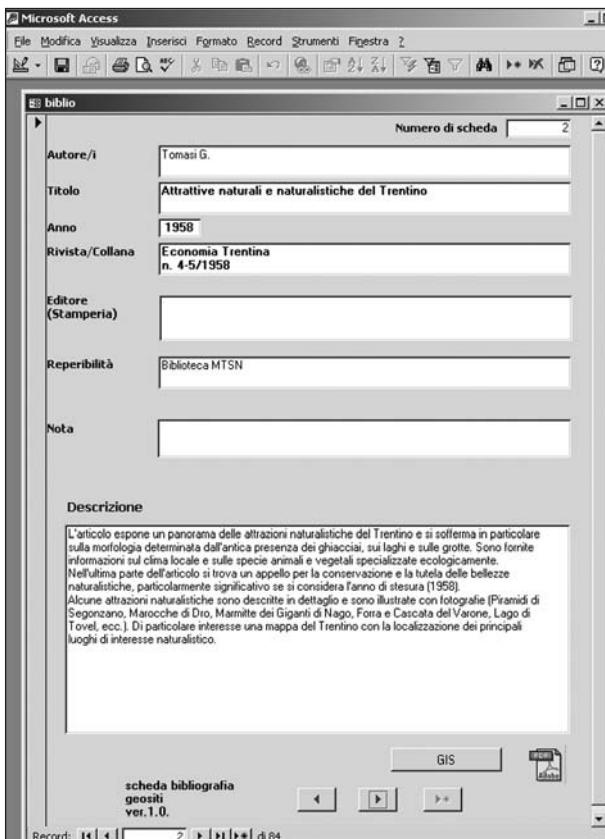 Microsoft Access
File Modifica Visualizza Inserisci Formato Record Strumenti Finestra ?
biblio
Numero di scheda 2
Autore/i Tomasi G.
Titolo Attrattive naturali e naturalistiche del Trentino
Anno 1958
Rivista/Collana Economia Trentina
n. 4-5/1958
Editore
(Stamperia)
Reperibilità Biblioteca MTSN
Nota
Descrizione
L'articolo espone un panorama delle attrazioni naturalistiche del Trentino e si sofferma in particolare
sulla morfologia determinata dall'antica presenza dei ghiacciai, sui laghi e sulle grotte. Sono fornite
informazioni sul clima locale e sulle specie animali e vegetali specializzate ecologicamente.
Nell'ultima parte dell'articolo si trova un appello per la conservazione e la tutela delle bellezze
naturalistiche, particolarmente significativo se si considera l'anno di stesura (1958).
Alcune attrazioni naturalistiche sono descritte in dettaglio e sono illustrate con fotografie (Piramidi di
Segonzano, Marocche di Dro, Marmitte dei Giganti di Nago, Forra e Cascata del Varone, Lago di
Tovel, ecc.). Di particolare interesse una mappa del Trentino con la localizzazione dei principali
luoghi di interesse naturalistico.
GIS
Adobe
scheda bibliografia
geositi
ver.1.0.
Record: 2 di 84